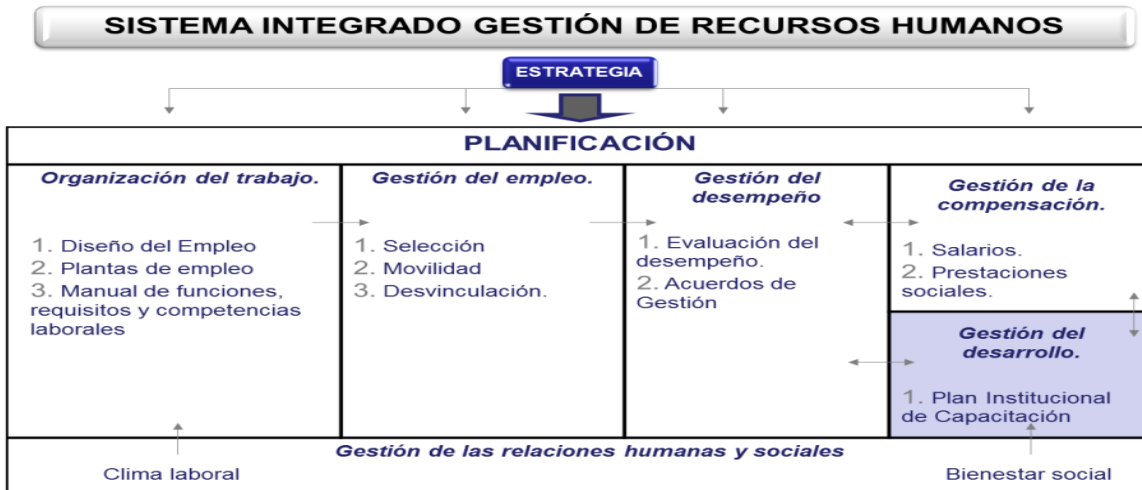 SISTEMA INTEGRADO GESTIÓN DE RECURSOS HUMANOS
ESTRATEGIA
PLANIFICACIÓN
Organización del trabajo.
1. Diseño del Empleo
2. Plantas de empleo
3. Manual de funciones,
requisitos y competencias
laborales
Gestión del empleo.
1. Selección
2. Movilidad
3. Desvinculación.
Gestión del
desempeño
1. Evaluación del
desempeño.
2. Acuerdos de
Gestión
Gestión de la
compensación.
1. Salarios.
2. Prestaciones
sociales.
Gestión del
desarrollo.
1. Plan Institucional
de Capacitación
Gestión de las relaciones humanas y sociales
Clima laboral
Bienestar social